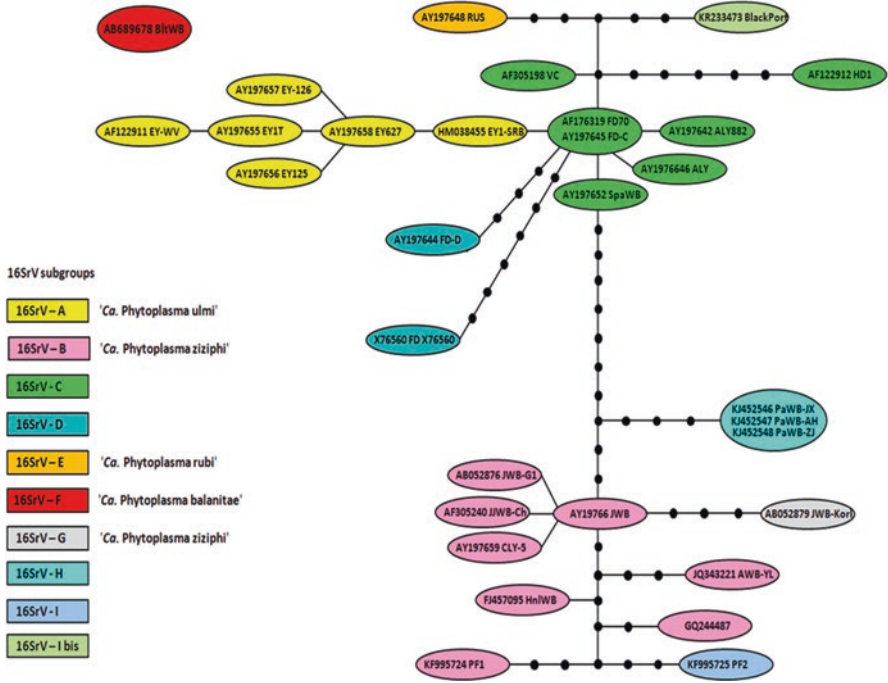 AB689678 BltWB
AY197648 RUS
KR233473 BlackPort
AF305198 VC
AF122912 HD1
AY197657 EY-126
AF122911 EY-WV
AY197655 EY1T
AY197658 EY627
HM038455 EY1-SRB
AF176319 FD70
AY197645 FD-C
AY197642 ALY882
AY197656 EY125
AY1976646 ALY
AY197652 SpaWB
AY197644 FD-D
X76560 FD X76560
16SrV subgroups
16SrV – A 'Ca. Phytoplasma ulmi'
16SrV – B 'Ca. Phytoplasma ziziphi'
16SrV - C
16SrV - D
16SrV – E 'Ca. Phytoplasma rubi'
16SrV – F 'Ca. Phytoplasma balanitae'
16SrV – G 'Ca. Phytoplasma ziziphi'
16SrV - H
16SrV - I
16SrV – I bis
KJ452546 PaWB-JX
KJ452547 PaWB-AH
KJ452548 PaWB-ZJ
AB052876 JWB-G1
AF305240 JJWB-Ch
AY19766 JWB
AB052879 JWB-Kor1
AY197659 CLY-5
JQ343221 AWB-YL
FJ457095 HnlWB
GQ244487
KF995724 PF1
KF995725 PF2